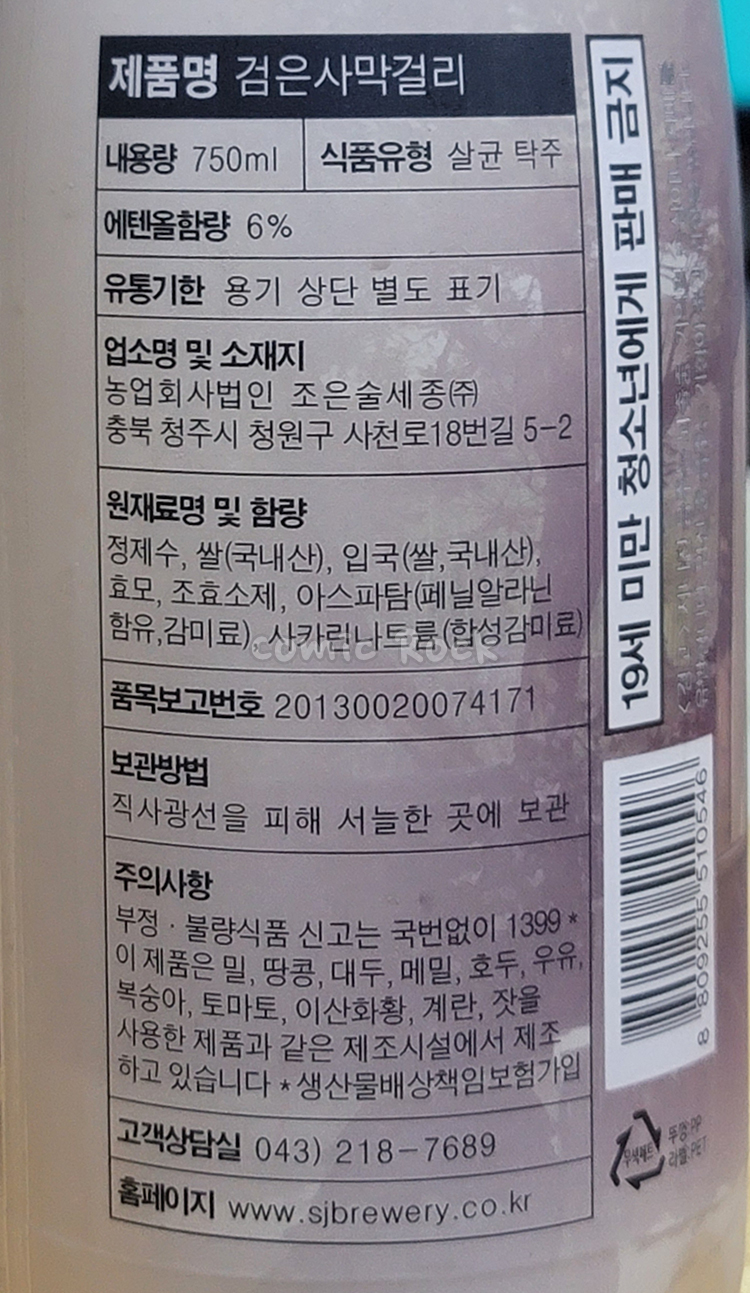 제품명 검은사막걸리
내용량 750ml 식품유형 살균 탁주
에텐올함량 6%
유통기한 용기 상단 별도 표기
업소명 및 소재지
농업회사법인 조은술세종㈜
충북 청주시 청원구 사천로18번길 5-2
원재료명 및 함량
정제수, 쌀(국내산), 입국(쌀,국내산),
효모, 조효소제, 아스파탐(페닐알라닌
함유,감미료), 사카린나트륨(합성감미료)
comic Rock
품목보고번호 20130020074171
보관방법
직사광선을 피해 서늘한 곳에 보관
주의사항
부정 · 불량식품 신고는 국번없이 1399 *
이 제품은 밀, 땅콩, 대두, 메밀, 호두, 우유,
복숭아, 토마토, 이산화황, 계란, 잣을
사용한 제품과 같은 제조시설에서 제조
하고 있습니다 * 생산물배상책임보험가입
고객상담실 043) 218-7689
홈페이지 www.sjbrewery.co.kr
19세 미만 청소년에게 판매 금지
8 809255 510546
무색페트
뚜껑:PP
라벨:PET